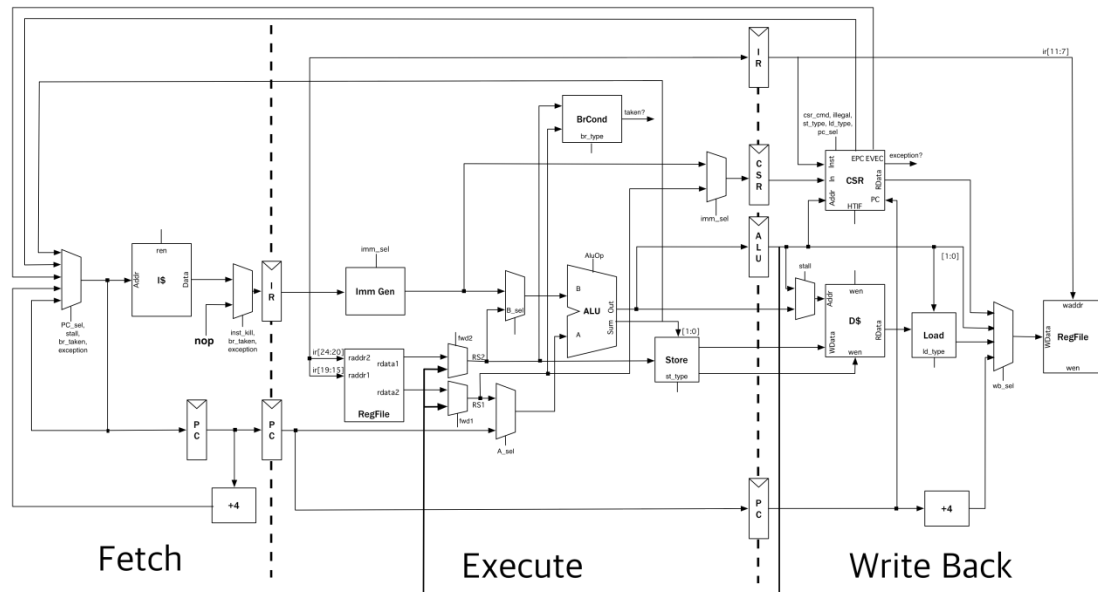 IR
ir[11:7]
ren
Addr
I$
Data
PC_sel,
stall,
br_taken,
exception
nop
inst_kill,
br_taken,
exception
IR
imm_sel
Imm Gen
BrCond
br_type
taken?
imm_sel
CSR
ALU
csr_cmd, illegal,
st_type, ld_type,
pc_sel
Inst
EPC EVEC
exception?
In
CSR
RData
Addr
PC
HTIF
ir[24:20]
ir[19:15]
raddr2
raddr1
rdata1
rdata2
RegFile
fwd2
RS2
fwd1
RS1
B_sel
A_sel
AluOp
B
ALU
A
Out
Sum
[1:0]
Store
st_type
stall
wen
Addr
D$
WData
RData
wen
[1:0]
Load
ld_type
wb_sel
waddr
WData
RegFile
wen
PC
PC
+4
PC
+4
Fetch
Execute
Write Back